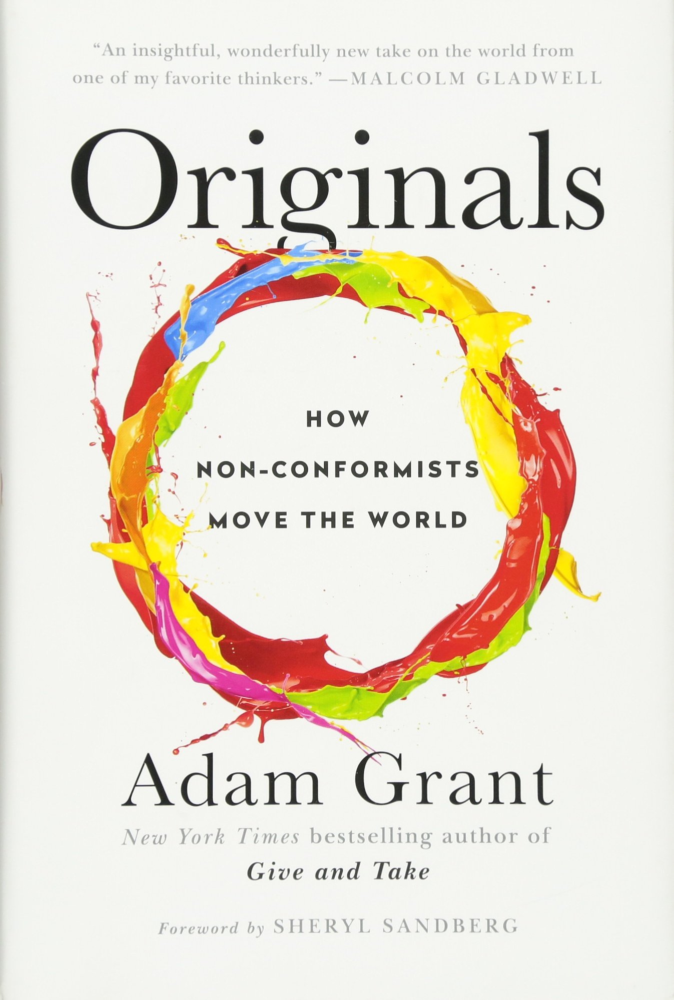 “An insightful, wonderfully new take on the world from
one of my favorite thinkers.” —MALCOLM GLADWELL
Originals
HOW
NON-CONFORMISTS
MOVE THE WORLD
Adam Grant
New York Times bestselling author of
Give and Take
Foreword by SHERYL SANDBERG